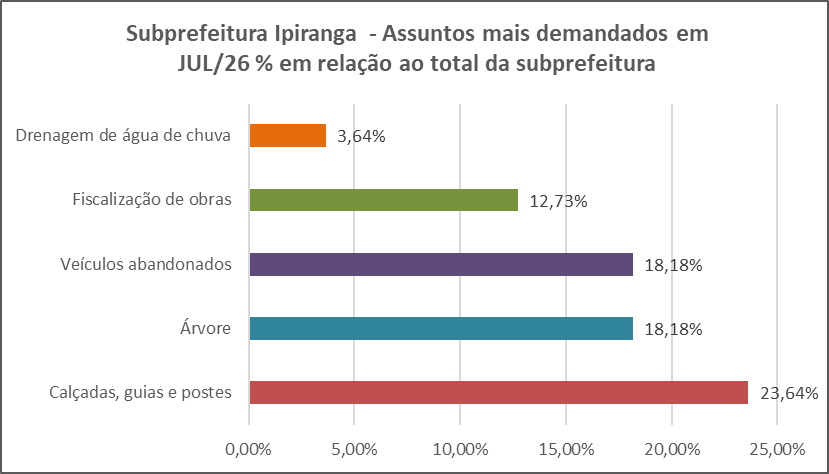 Subprefeitura Ipiranga - Assuntos mais demandados em
JUL/26 % em relação ao total da subprefeitura
Drenagem de água de chuva 3,64%
Fiscalização de obras 12,73%
Veículos abandonados 18,18%
Árvore 18,18%
Calçadas, guias e postes 23,64%
0,00% 5,00% 10,00% 15,00% 20,00% 25,00%